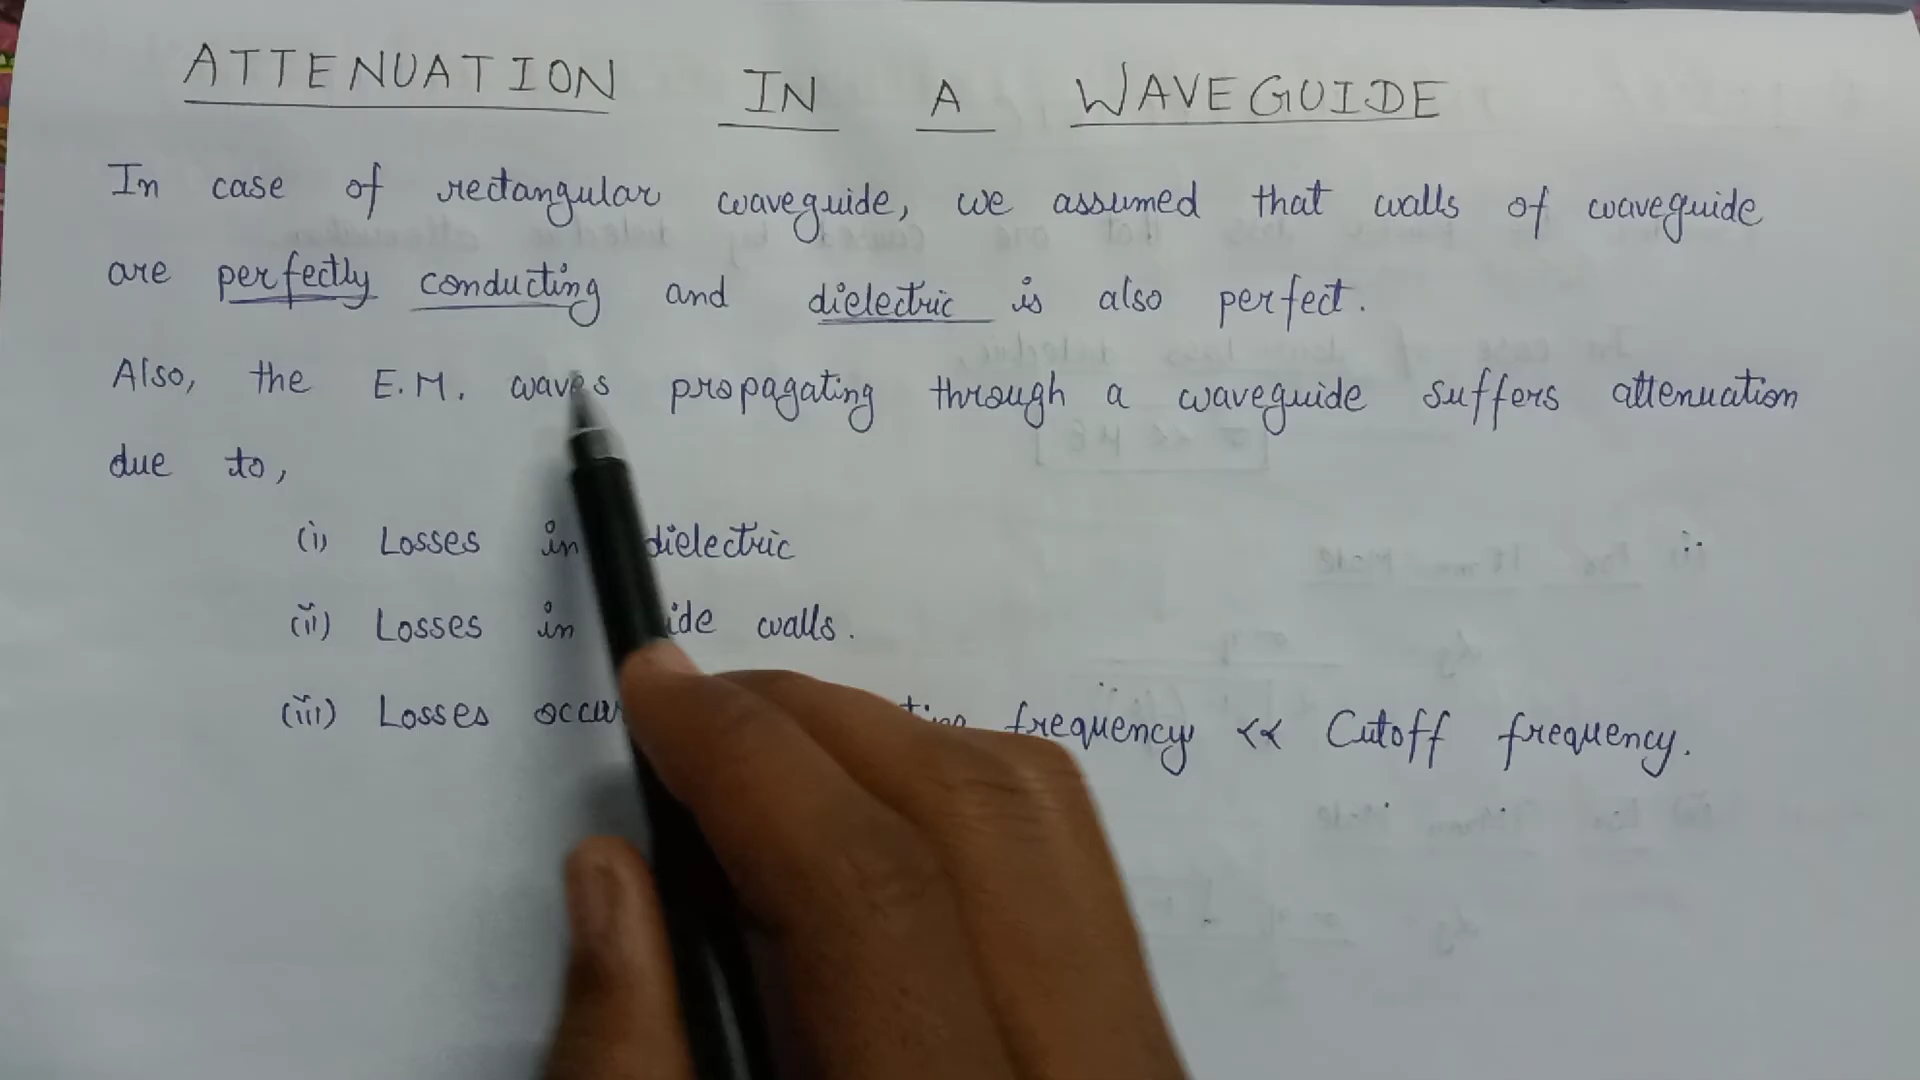 ATTENUATION IN A WAVEGUIDE
In case of rectangular waveguide, we assumed that walls of waveguide
are perfectly conducting and dielectric is also perfect.
Also, the E.M. waves propagating through a waveguide suffers attenuation
due to,
(i) Losses in dielectric
(ii) Losses in walls.
(iii) Losses frequency << Cutoff frequency.